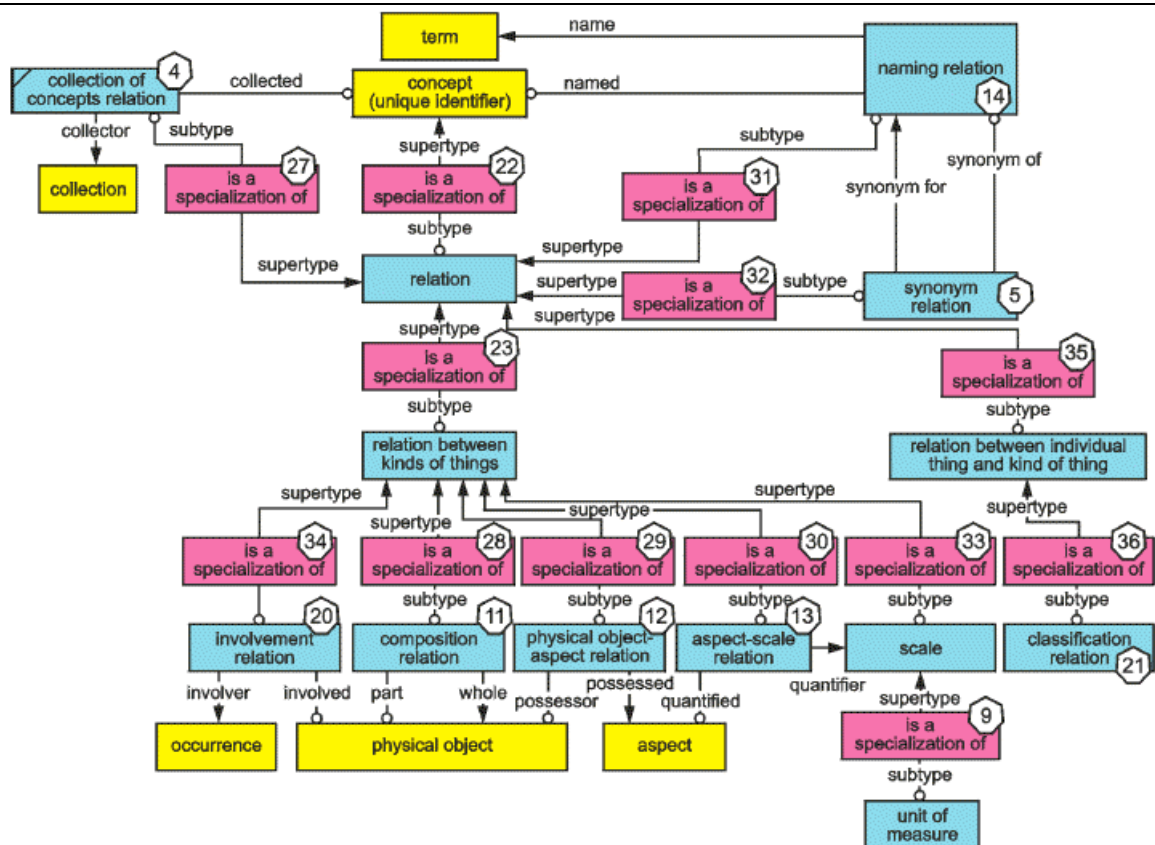 term
name
naming relation
14
collection of
concepts relation
4
collected
concept
(unique identifier)
named
collector
subtype
supertype
subtype
synonym of
collection
is a
specialization of
27
is a
specialization of
22
is a
specialization of
31
synonym for
subtype
supertype
supertype
relation
supertype
is a
specialization of
32
subtype
synonym
relation
5
supertype
supertype
is a
specialization of
23
is a
specialization of
35
subtype
subtype
relation between
kinds of things
relation between individual
thing and kind of thing
supertype
supertype
supertype
supertype
supertype
is a
specialization of
34
is a
specialization of
28
is a
specialization of
29
is a
specialization of
30
is a
specialization of
33
is a
specialization of
36
subtype
subtype
subtype
subtype
subtype
involvement
relation
20
composition
relation
11
physical object-
aspect relation
12
aspect-scale
relation
13
scale
classification
relation
21
involver
involved
part
whole
possessor
possessed
quantified
quantifier
supertype
occurrence
physical object
aspect
is a
specialization of
9
subtype
unit of
measure